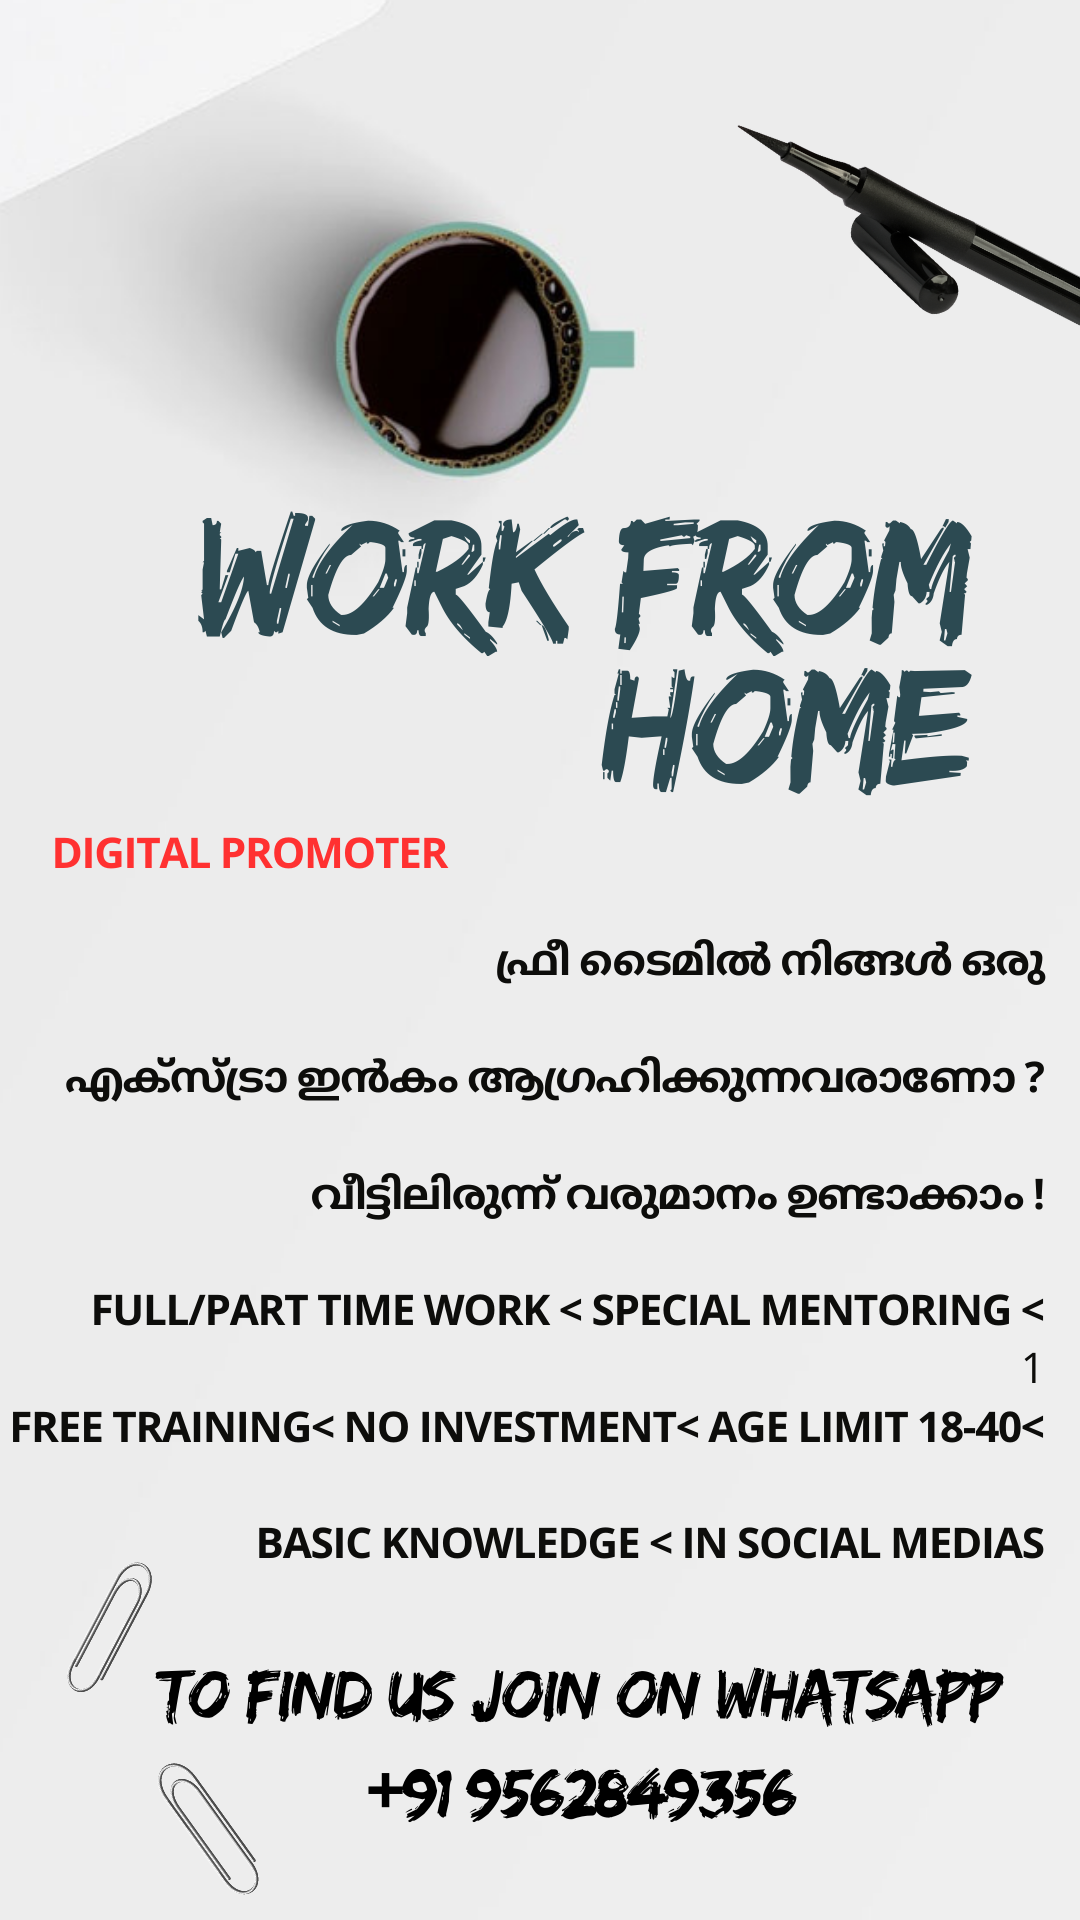 WORK FROM
HOME
DIGITAL PROMOTER
ഫ്രീ ടൈമിൽ നിങ്ങൾ ഒരു
എക്സ്ട്രാ ഇൻകം ആഗ്രഹിക്കുന്നവരാണോ ?
വീട്ടിലിരുന്ന് വരുമാനം ഉണ്ടാക്കാം !
FULL/PART TIME WORK < SPECIAL MENTORING <
1
FREE TRAINING< NO INVESTMENT< AGE LIMIT 18-40<
BASIC KNOWLEDGE < IN SOCIAL MEDIAS
TO FIND US JOIN ON WHATSAPP
+91 9562849356